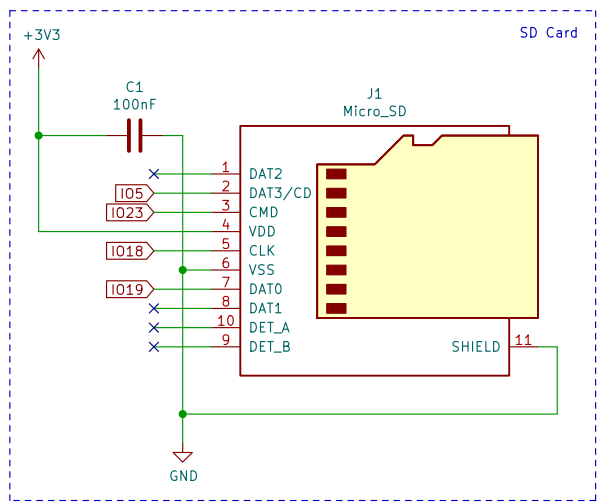 SD Card
+3V3
C1
100nF
J1
Micro_SD
1 DAT2
IO5 2 DAT3/CD
IO23 3 CMD
4 VDD
IO18 5 CLK
6 VSS
IO19 7 DAT0
8 DAT1
10 DET_A
9 DET_B
SHIELD 11
GND